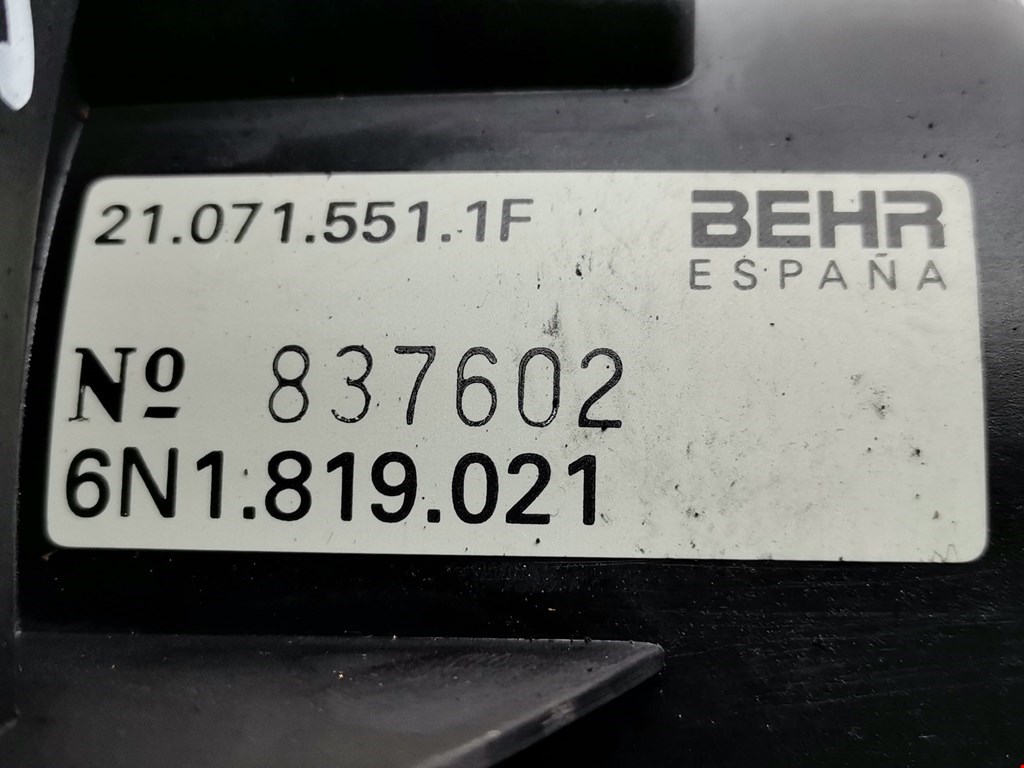 21.071.551.1F
BEHR
ESPAÑA
Nº 837602
6N1.819.021